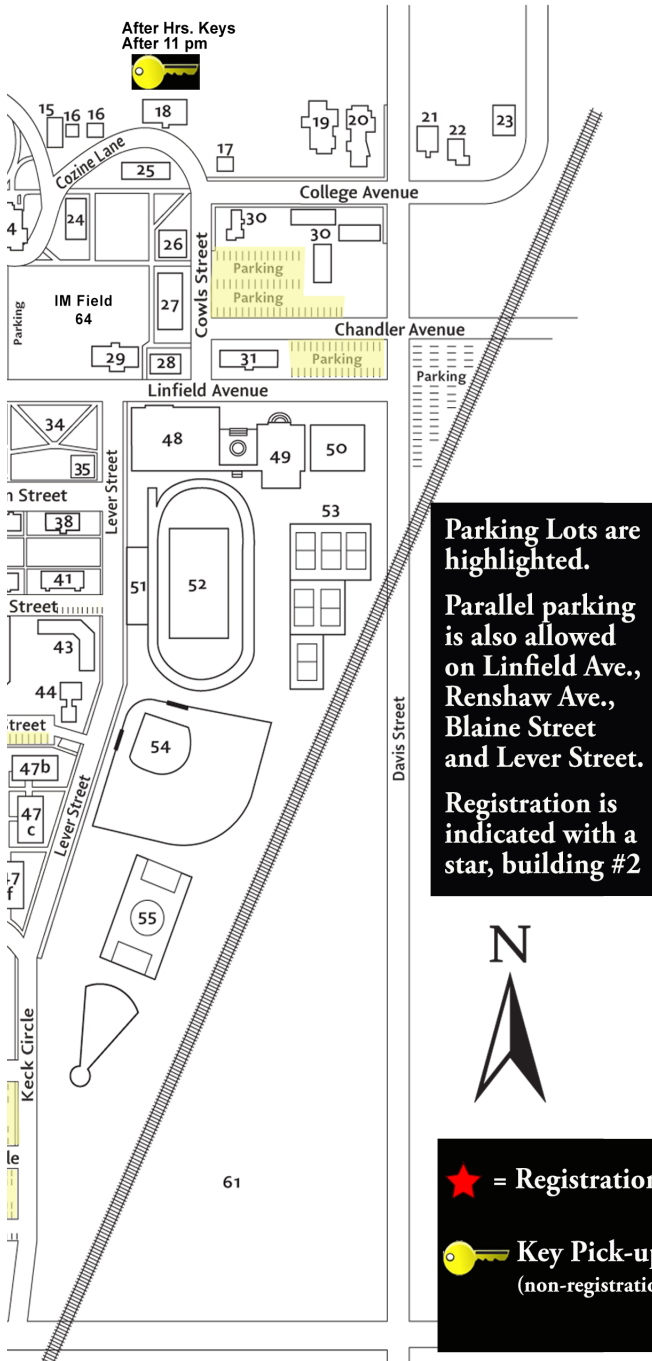 After Hrs. Keys
After 11 pm
15
16
16
18
19
20
21
22
23
17
Cozine Lane
25
College Avenue
4
24
30
30
26
Cowls Street
Parking
Parking
27
Parking
IM Field
64
Chandler Avenue
29
28
31
Parking
Parking
Linfield Avenue
34
35
Lever Street
48
49
50
n Street
38
53
41
51
52
Street
43
44
treet
54
47b
47
c
Lever Street
47
f
55
Davis Street
Keck Circle
le
61
Parking Lots are
highlighted.
Parallel parking
is also allowed
on Linfield Ave.,
Renshaw Ave.,
Blaine Street
and Lever Street.
Registration is
indicated with a
star, building #2
N
= Registration
Key Pick-up
(non-registratio